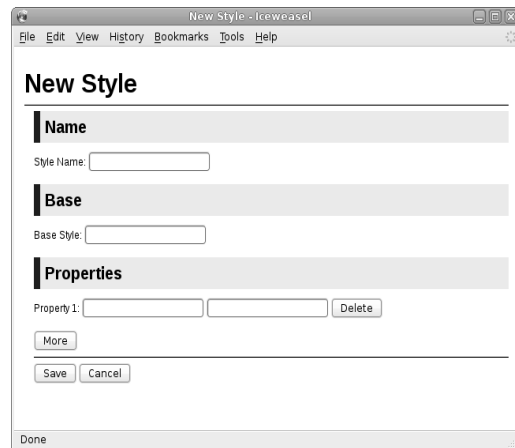 New Style - Iceweasel
File Edit View History Bookmarks Tools Help
New Style
Name
Style Name:
Base
Base Style:
Properties
Property 1: Delete
More
Save Cancel
Done